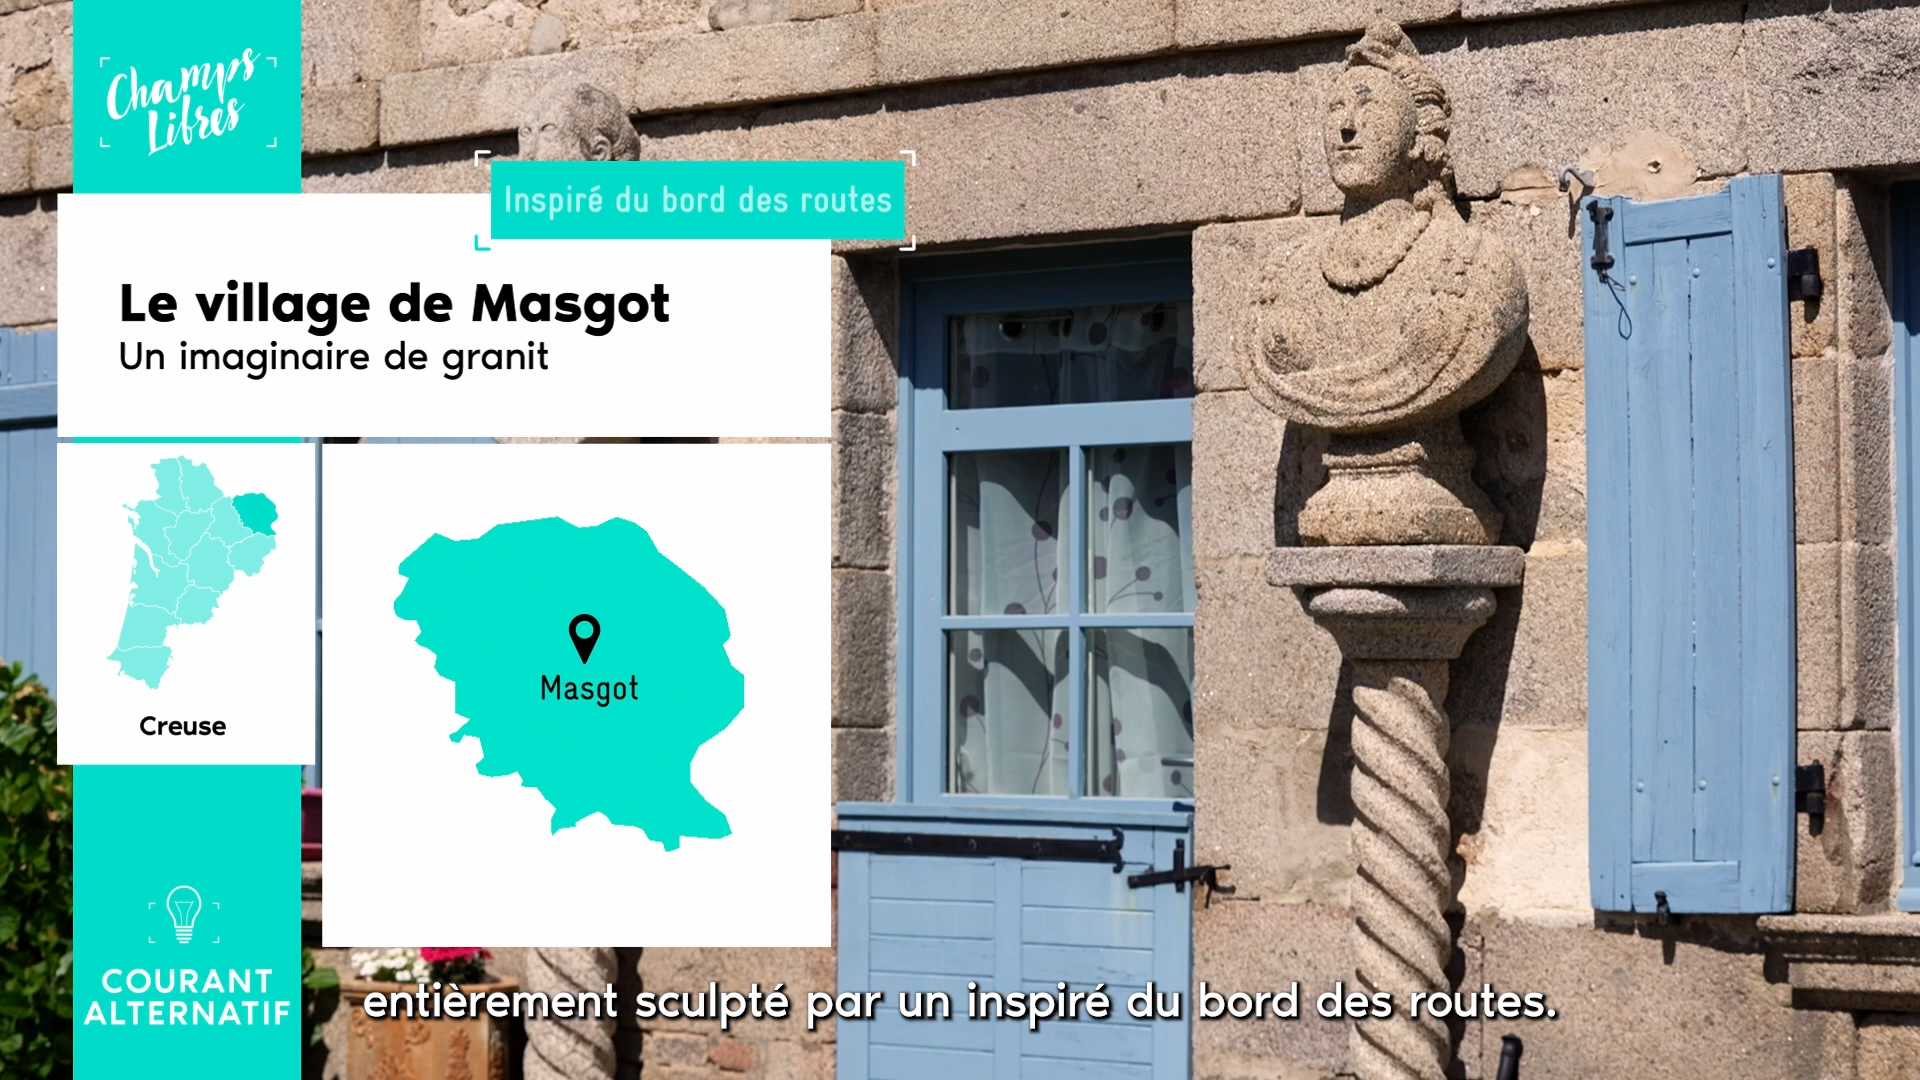 Champs
Libres
Inspiré du bord des routes
Le village de Masgot
Un imaginaire de granit
Masgot
Creuse
COURANT
ALTERNATIF
entièrement sculpté par un inspiré du bord des routes.